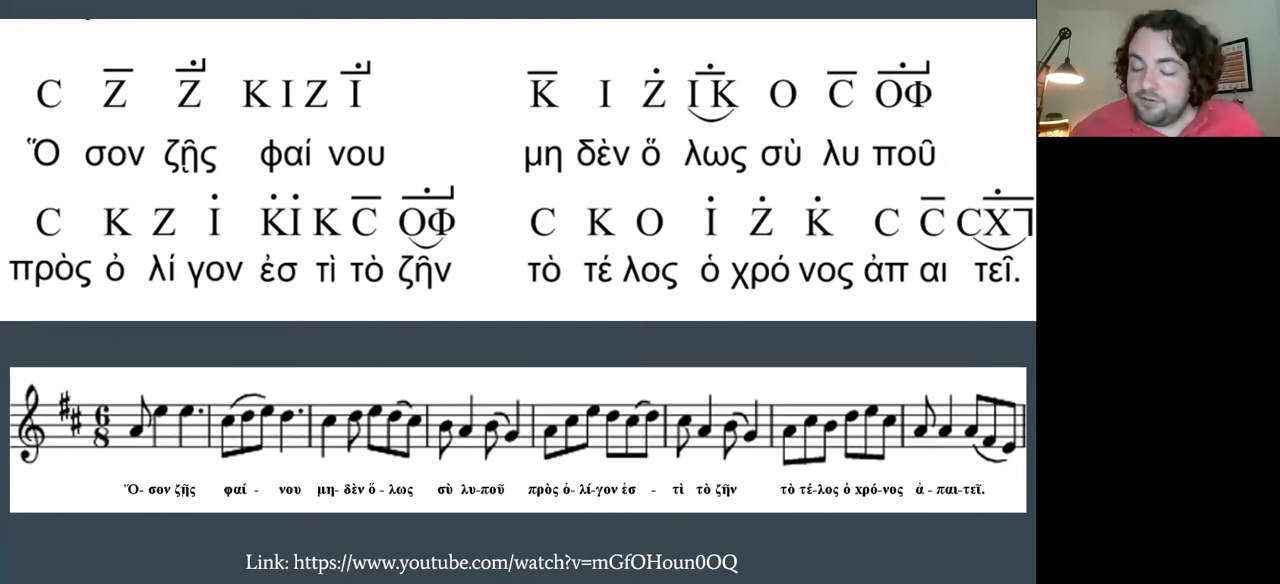 C Z Z K I Z I K I Ż I K O C O Φ
Ὅ σον ζῇς φαί νου μη δὲν ὅ λως σὺ λυ ποῦ
C K Z İ K̇ İ K C O Φ C K O İ Ż K̇ C C C X ㄱ
πρὸς ὀ λί γον ἐσ τὶ τὸ ζῆν τὸ τέ λος ὁ χρό νος ἀπ αι τεῖ.
6
8
Ὅ- σον ζῇς φαί - νου μη- δὲν ὅ - λως σὺ λυ-ποῦ πρὸς ὀ- λί-γον ἐσ - τὶ τὸ ζῆν τὸ τέ-λος ὁ χρό-νος ἀ - παι-τεῖ.
Link: https://www.youtube.com/watch?v=mGfOHoun0OQ